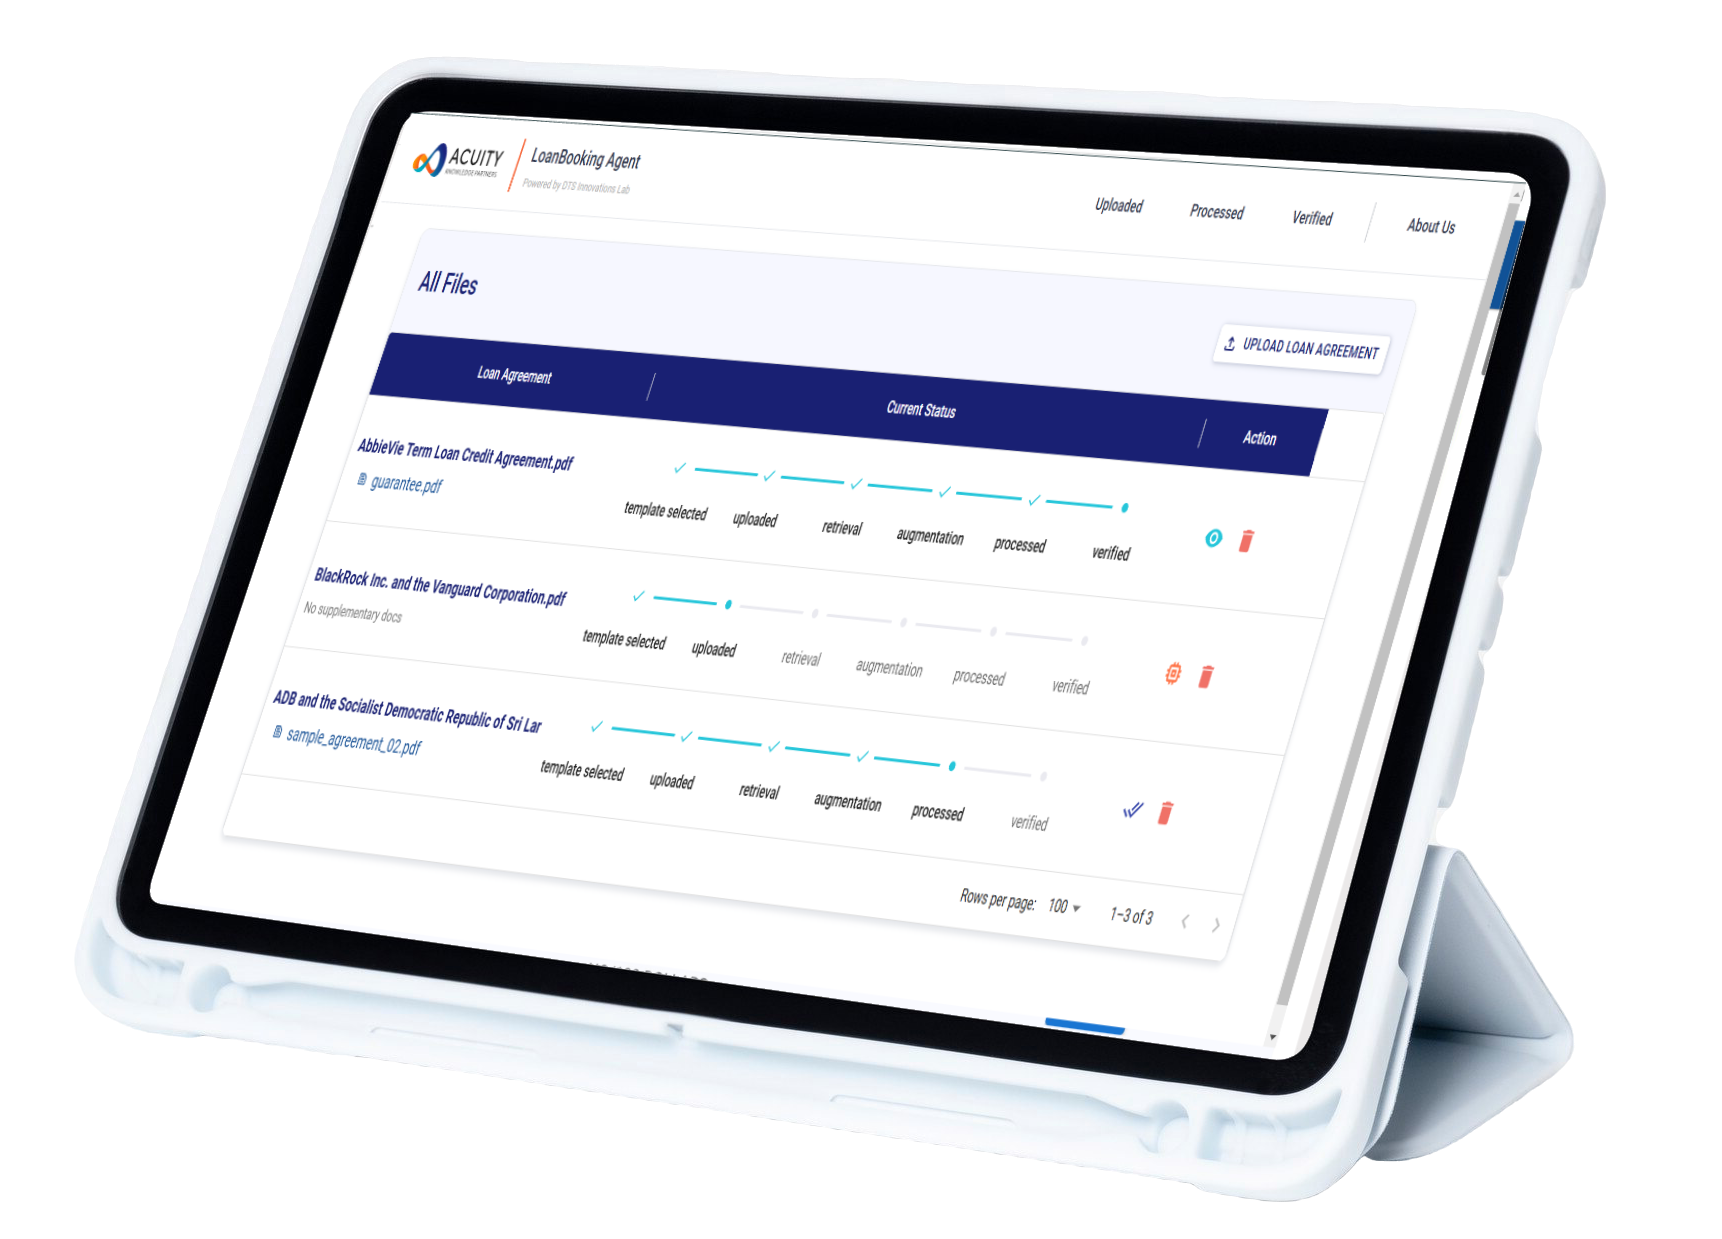 ACUITY
KNOWLEDGE PARTNERS
LoanBooking Agent
Powered by DTS Innovations Lab
Uploaded Processed Verified About Us
All Files
UPLOAD LOAN AGREEMENT
Loan Agreement Current Status Action
AbbieVie Term Loan Credit Agreement.pdf
guarantee.pdf
template selected uploaded retrieval augmentation processed verified
BlackRock Inc. and the Vanguard Corporation.pdf
No supplementary docs
template selected uploaded retrieval augmentation processed verified
ADB and the Socialist Democratic Republic of Sri Lar
sample_agreement_02.pdf
template selected uploaded retrieval augmentation processed verified
Rows per page: 100 1–3 of 3